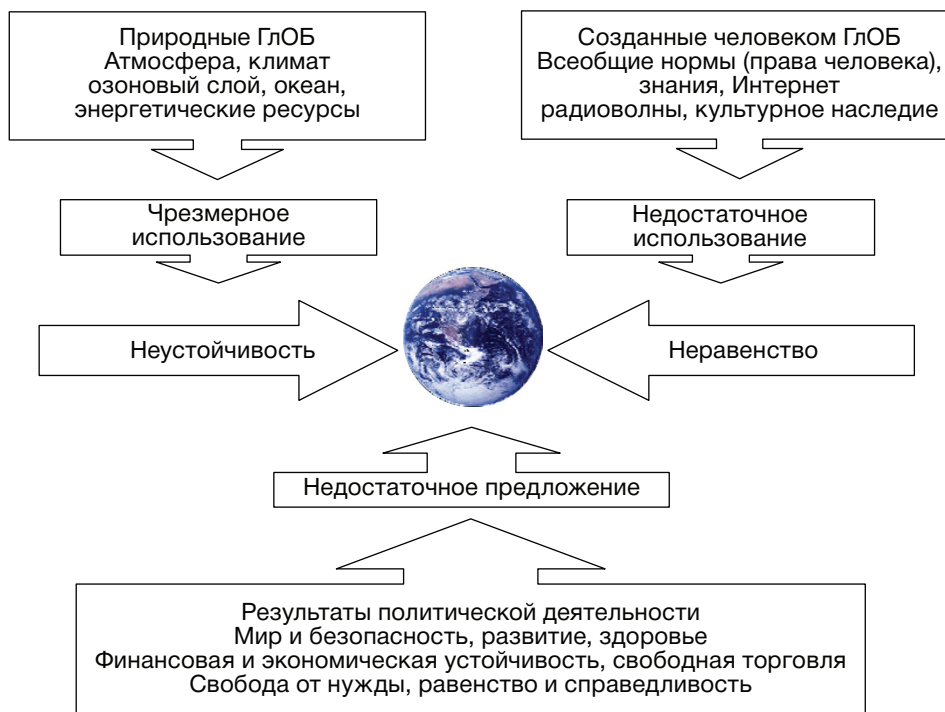 Природные ГлОБ
Атмосфера, климат
озоновый слой, океан,
энергетические ресурсы
Созданные человеком ГлОБ
Всеобщие нормы (права человека),
знания, Интернет
радиоволны, культурное наследие
Чрезмерное
использование
Недостаточное
использование
Неустойчивость
Неравенство
Недостаточное предложение
Результаты политической деятельности
Мир и безопасность, развитие, здоровье
Финансовая и экономическая устойчивость, свободная торговля
Свобода от нужды, равенство и справедливость